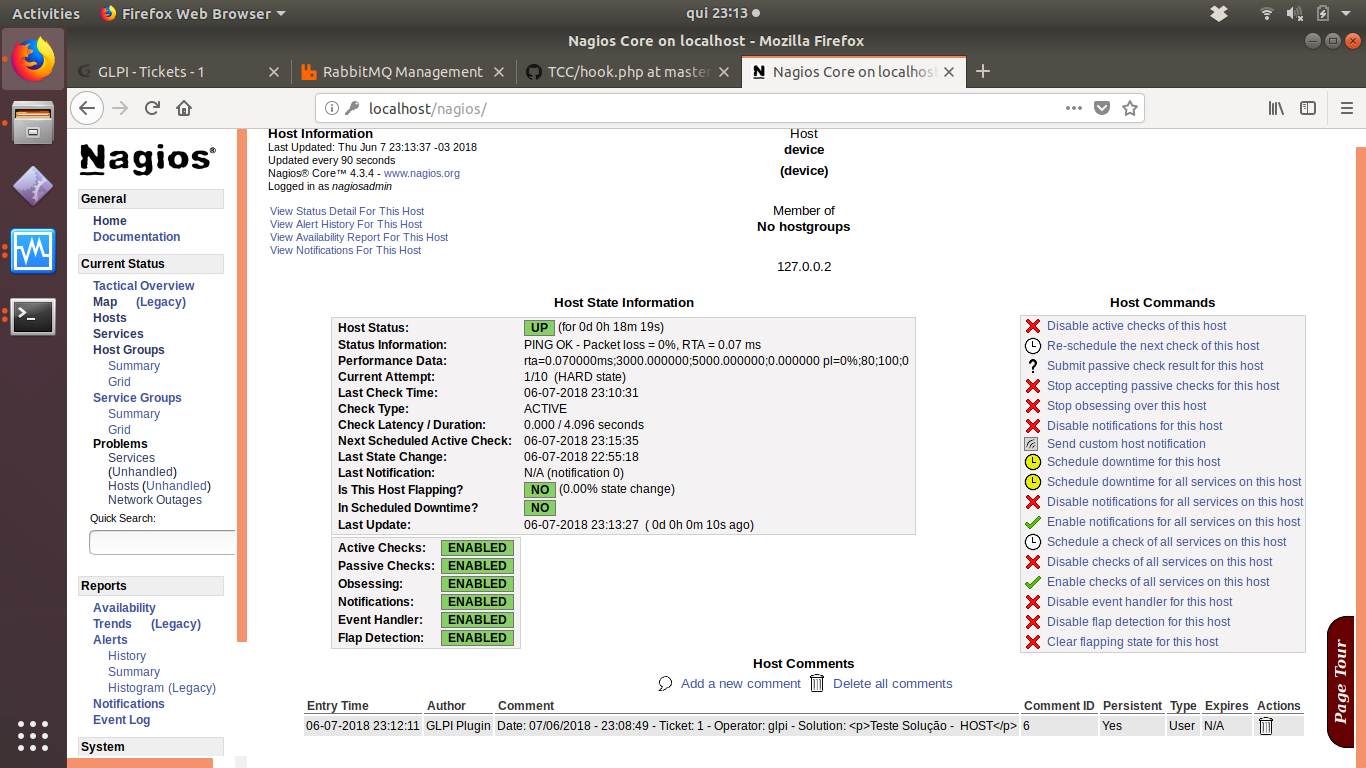 Activities
Firefox Web Browser
qui 23:13
Nagios Core on localhost - Mozilla Firefox
GLPI - Tickets - 1
RabbitMQ Management
TCC/hook.php at master
Nagios Core on localhost
localhost/nagios/
Nagios®
General
Home
Documentation
Current Status
Tactical Overview
Map (Legacy)
Hosts
Services
Host Groups
Summary
Grid
Service Groups
Summary
Grid
Problems
Services
(Unhandled)
Hosts (Unhandled)
Network Outages
Quick Search:
Reports
Availability
Trends (Legacy)
Alerts
History
Summary
Histogram (Legacy)
Notifications
Event Log
System
Host Information
Last Updated: Thu Jun 7 23:13:37 -03 2018
Updated every 90 seconds
Nagios® Core™ 4.3.4 - www.nagios.org
Logged in as nagiosadmin
View Status Detail For This Host
View Alert History For This Host
View Availability Report For This Host
View Notifications For This Host
Host
device
(device)
Member of
No hostgroups
127.0.0.2
Host State Information
Host Status: UP (for 0d 0h 18m 19s)
Status Information: PING OK - Packet loss = 0%, RTA = 0.07 ms
Performance Data: rta=0.070000ms;3000.000000;5000.000000;0.000000 pl=0%;80;100;0
Current Attempt: 1/10 (HARD state)
Last Check Time: 06-07-2018 23:10:31
Check Type: ACTIVE
Check Latency / Duration: 0.000 / 4.096 seconds
Next Scheduled Active Check: 06-07-2018 23:15:35
Last State Change: 06-07-2018 22:55:18
Last Notification: N/A (notification 0)
Is This Host Flapping? NO (0.00% state change)
In Scheduled Downtime? NO
Last Update: 06-07-2018 23:13:27 ( 0d 0h 0m 10s ago)
Active Checks: ENABLED
Passive Checks: ENABLED
Obsessing: ENABLED
Notifications: ENABLED
Event Handler: ENABLED
Flap Detection: ENABLED
Host Commands
Disable active checks of this host
Re-schedule the next check of this host
Submit passive check result for this host
Stop accepting passive checks for this host
Stop obsessing over this host
Disable notifications for this host
Send custom host notification
Schedule downtime for this host
Schedule downtime for all services on this host
Disable notifications for all services on this host
Enable notifications for all services on this host
Schedule a check of all services on this host
Disable checks of all services on this host
Enable checks of all services on this host
Disable event handler for this host
Disable flap detection for this host
Clear flapping state for this host
Page Tour
Host Comments
Add a new comment Delete all comments
Entry Time Author Comment Comment ID Persistent Type Expires Actions
06-07-2018 23:12:11 GLPI Plugin Date: 07/06/2018 - 23:08:49 - Ticket: 1 - Operator: glpi - Solution: <p>Teste Solução - HOST</p> 6 Yes User N/A